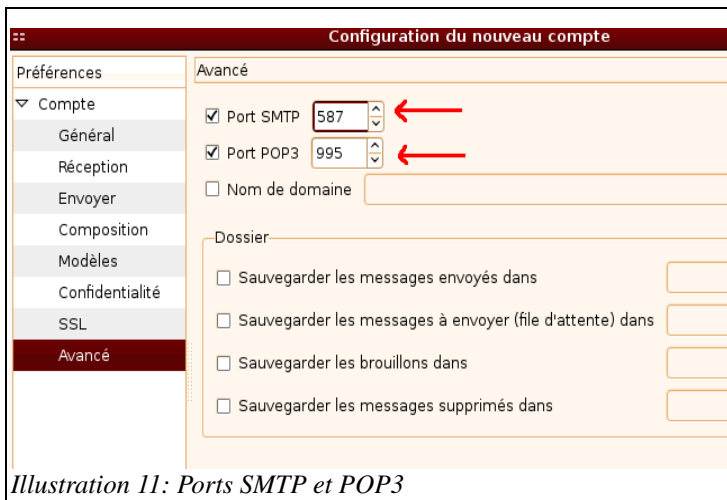 Configuration du nouveau compte
Préférences
Compte
Général
Réception
Envoyer
Composition
Modèles
Confidentialité
SSL
Avancé
Avancé
Port SMTP 587
Port POP3 995
Nom de domaine
Dossier
Sauvegarder les messages envoyés dans
Sauvegarder les messages à envoyer (file d'attente) dans
Sauvegarder les brouillons dans
Sauvegarder les messages supprimés dans
Illustration 11: Ports SMTP et POP3